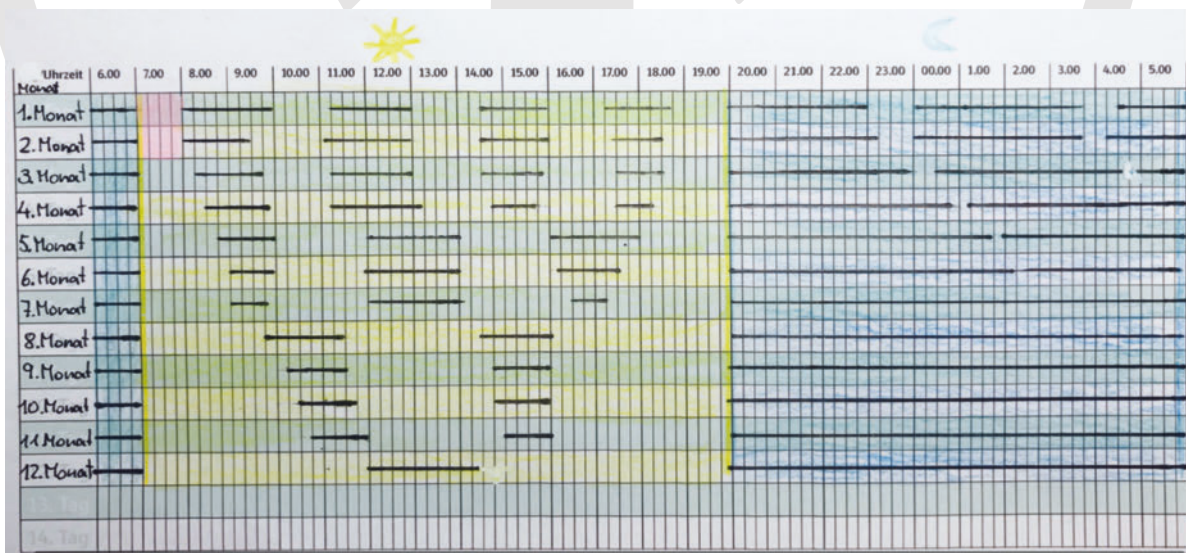 Uhrzeit 6.00 7.00 8.00 9.00 10.00 11.00 12.00 13.00 14.00 15.00 16.00 17.00 18.00 19.00 20.00 21.00 22.00 23.00 00.00 1.00 2.00 3.00 4.00 5.00
Monat
1. Monat
2. Monat
3. Monat
4. Monat
5. Monat
6. Monat
7. Monat
8. Monat
9. Monat
10. Monat
11. Monat
12. Monat
13. Tag
14. Tag